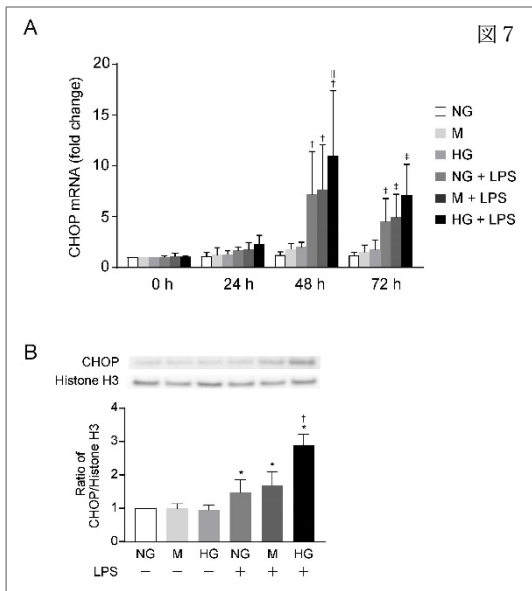 A
図 7
CHOP mRNA (fold change)
20
15
10
5
0
||
†
† †
‡ ‡ ‡
0 h 24 h 48 h 72 h
NG
M
HG
NG + LPS
M + LPS
HG + LPS
B
CHOP
Histone H3
Ratio of
CHOP/Histone H3
4
3
2
1
0
* *
†
*
NG M HG NG M HG
LPS − − − + + +